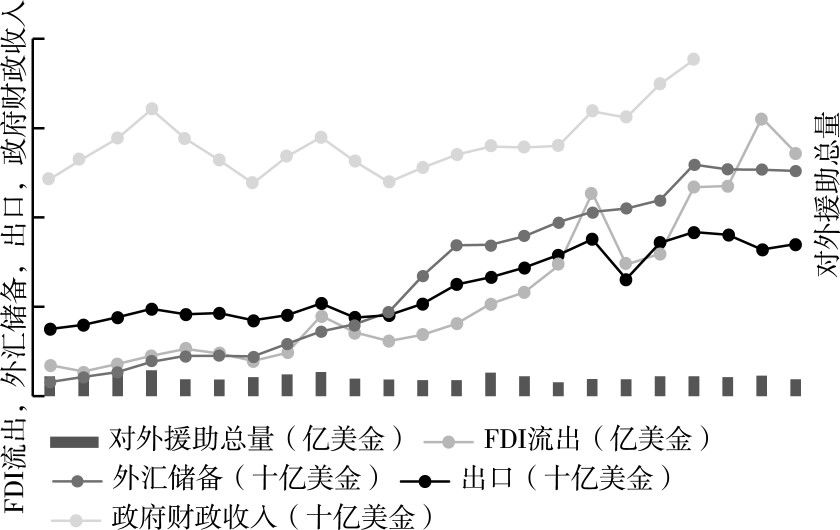 FDI流出，外汇储备，出口，政府财政收入
对外援助总量
对外援助总量（亿美金）
FDI流出（亿美金）
外汇储备（十亿美金）
出口（十亿美金）
政府财政收入（十亿美金）